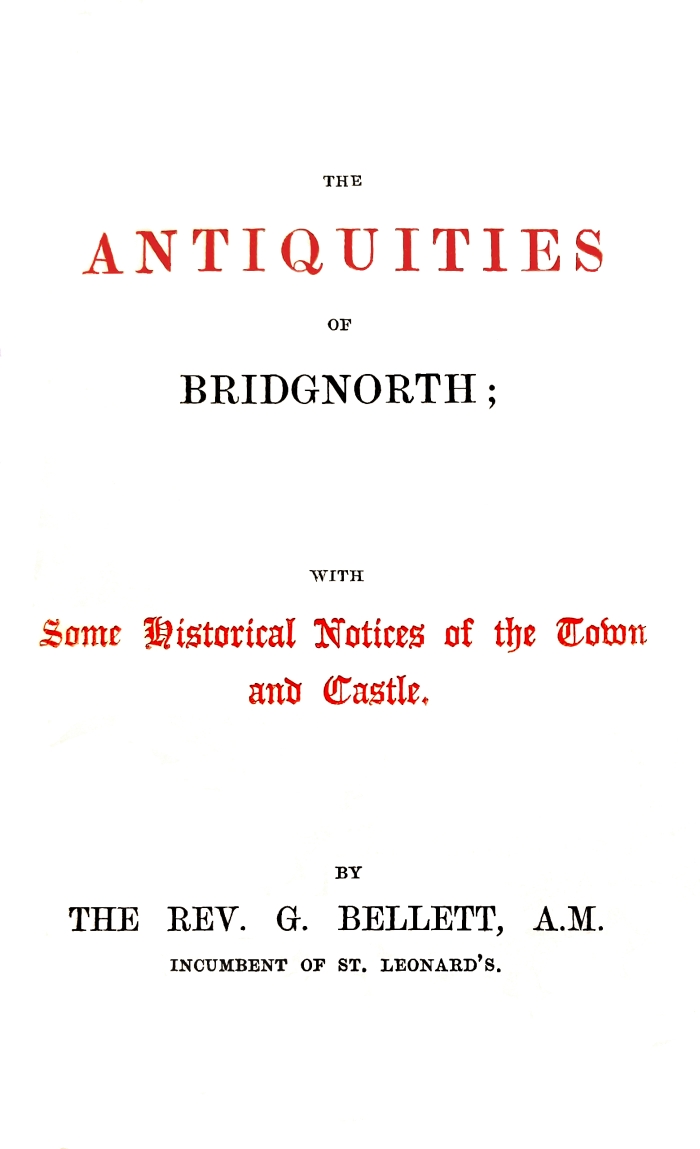 THE
ANTIQUITIES
OF
BRIDGNORTH;
WITH
Some Historical Notices of the Town
and Castle.
BY
THE REV. G. BELLETT, A.M.
INCUMBENT OF ST. LEONARD'S.